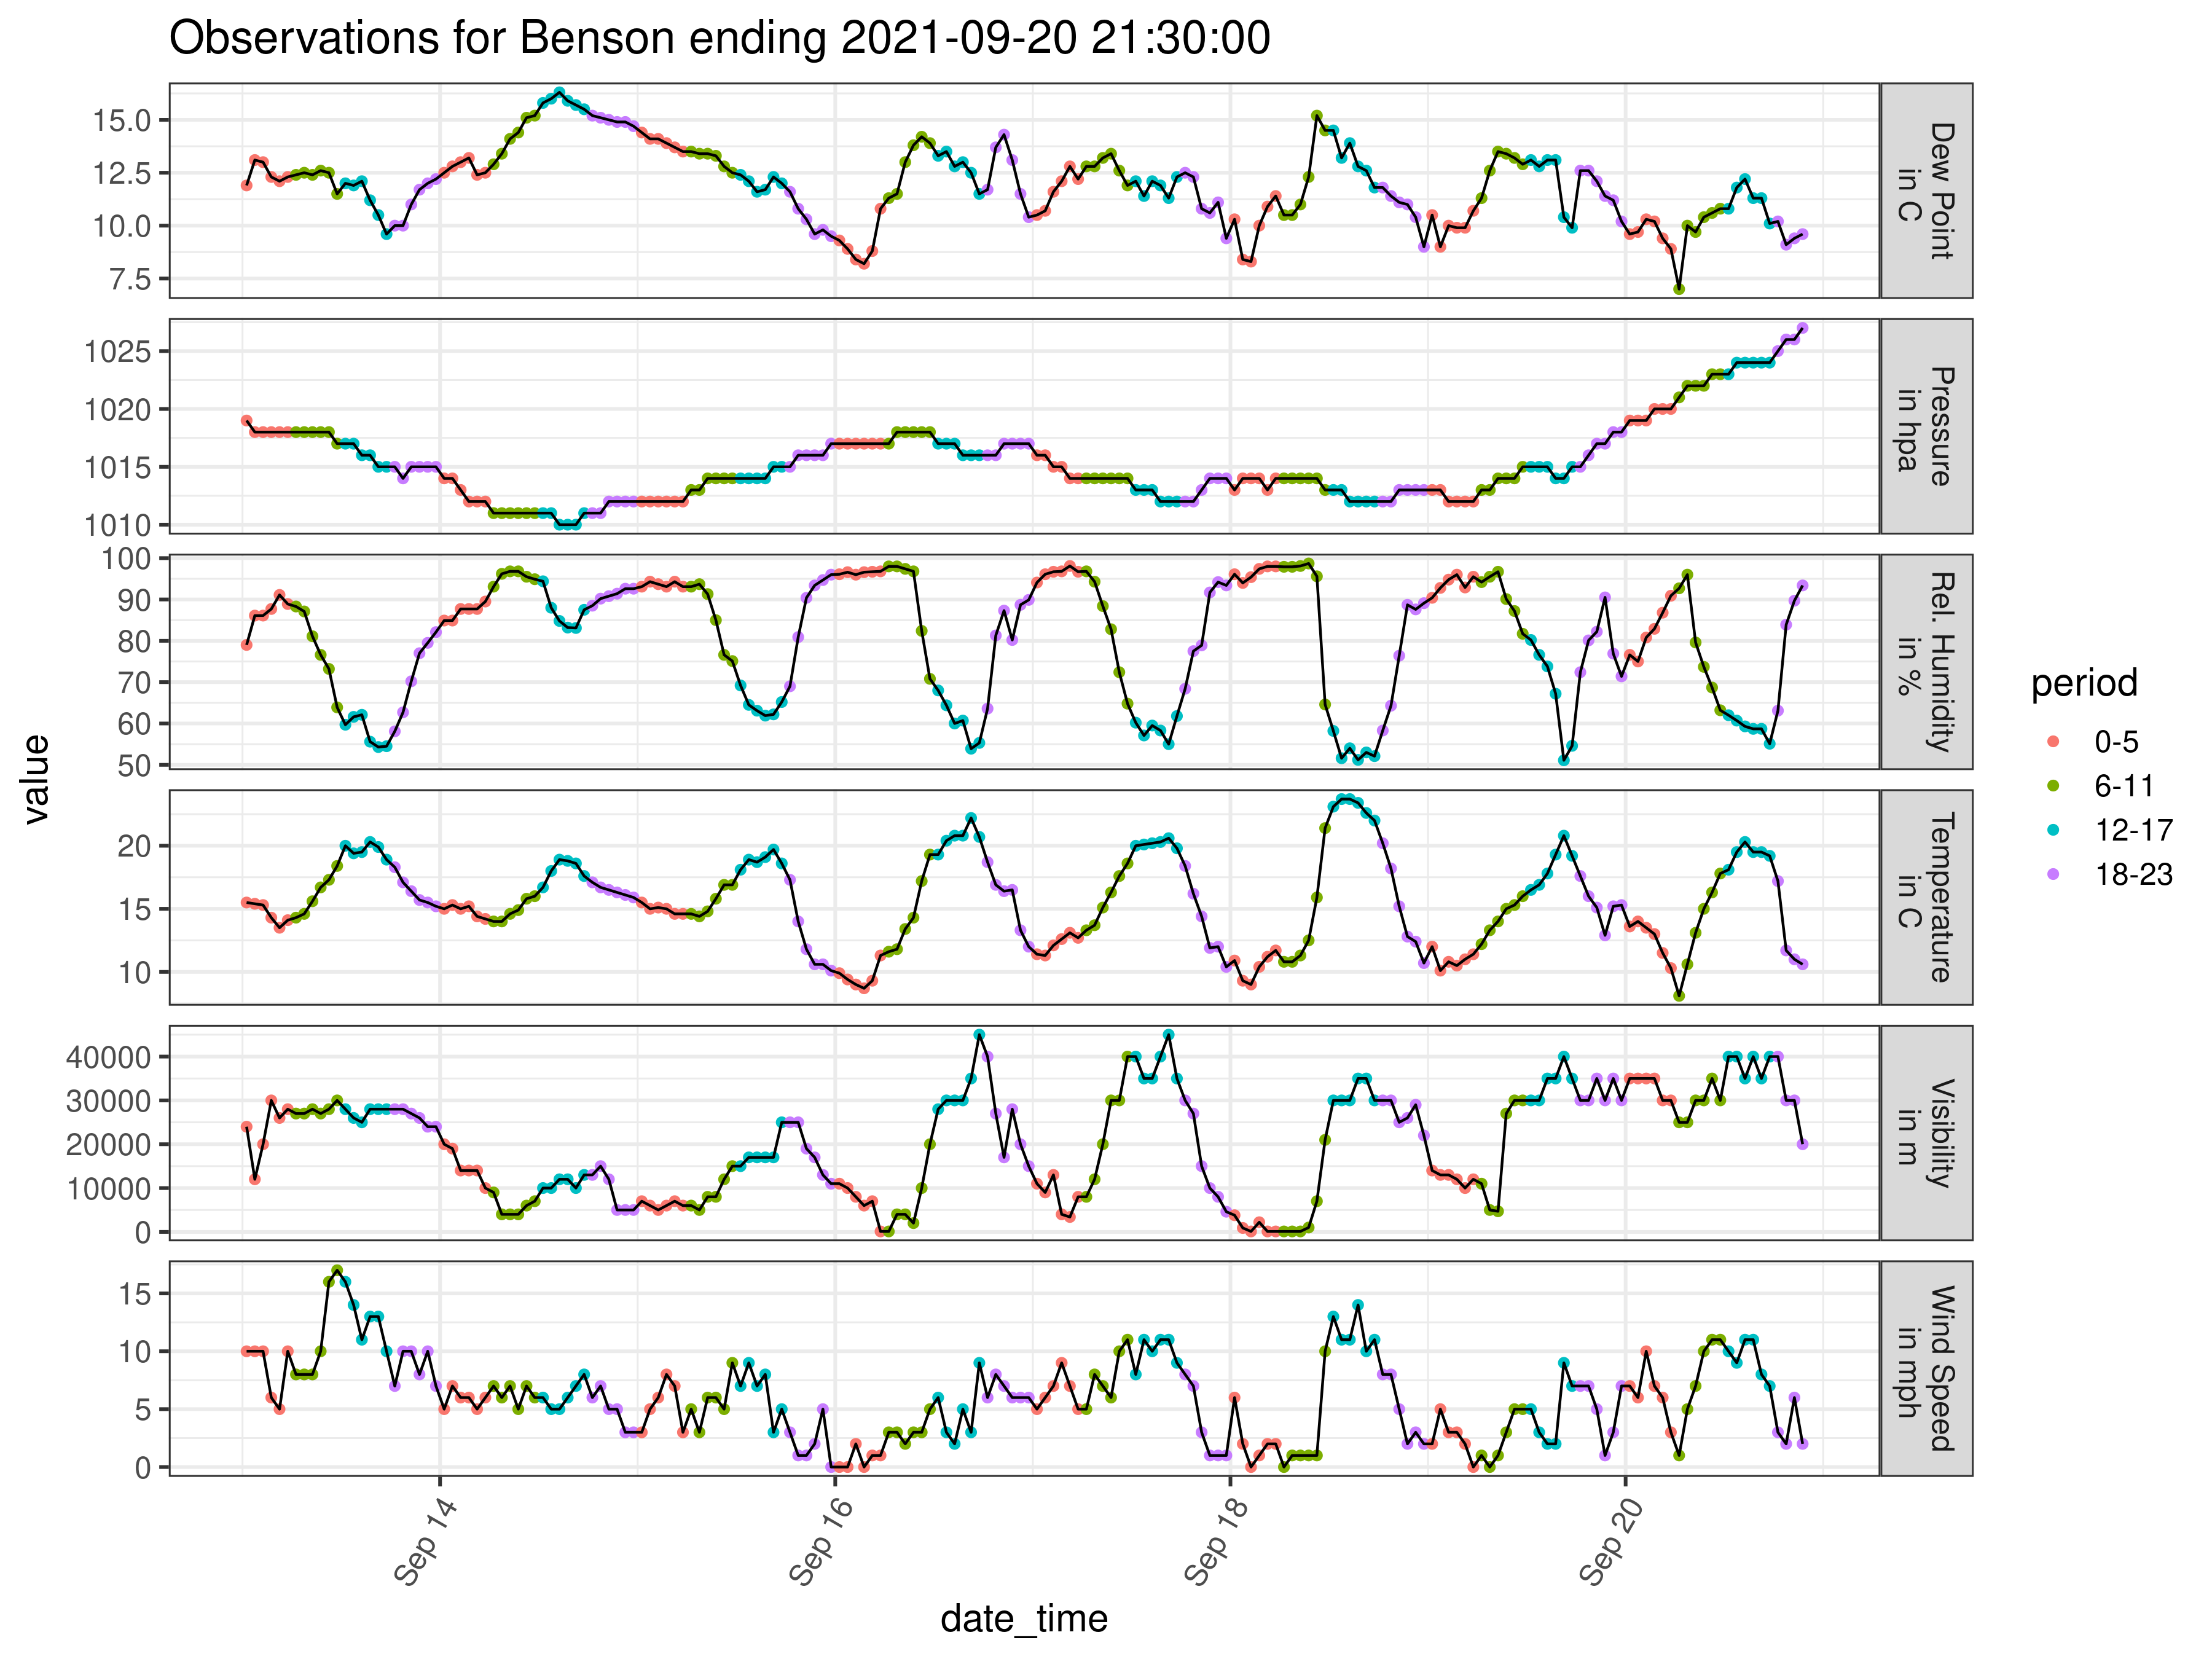 Observations for Benson ending 2021-09-20 21:30:00
15.0
12.5
10.0
7.5
Dew Point
in C
1025
1020
1015
1010
Pressure
in hpa
100
90
80
70
60
50
Rel. Humidity
in %
20
15
10
Temperature
in C
40000
30000
20000
10000
0
Visibility
in m
15
10
5
0
Wind Speed
in mph
value
Sep 14
Sep 16
Sep 18
Sep 20
date_time
period
0-5
6-11
12-17
18-23